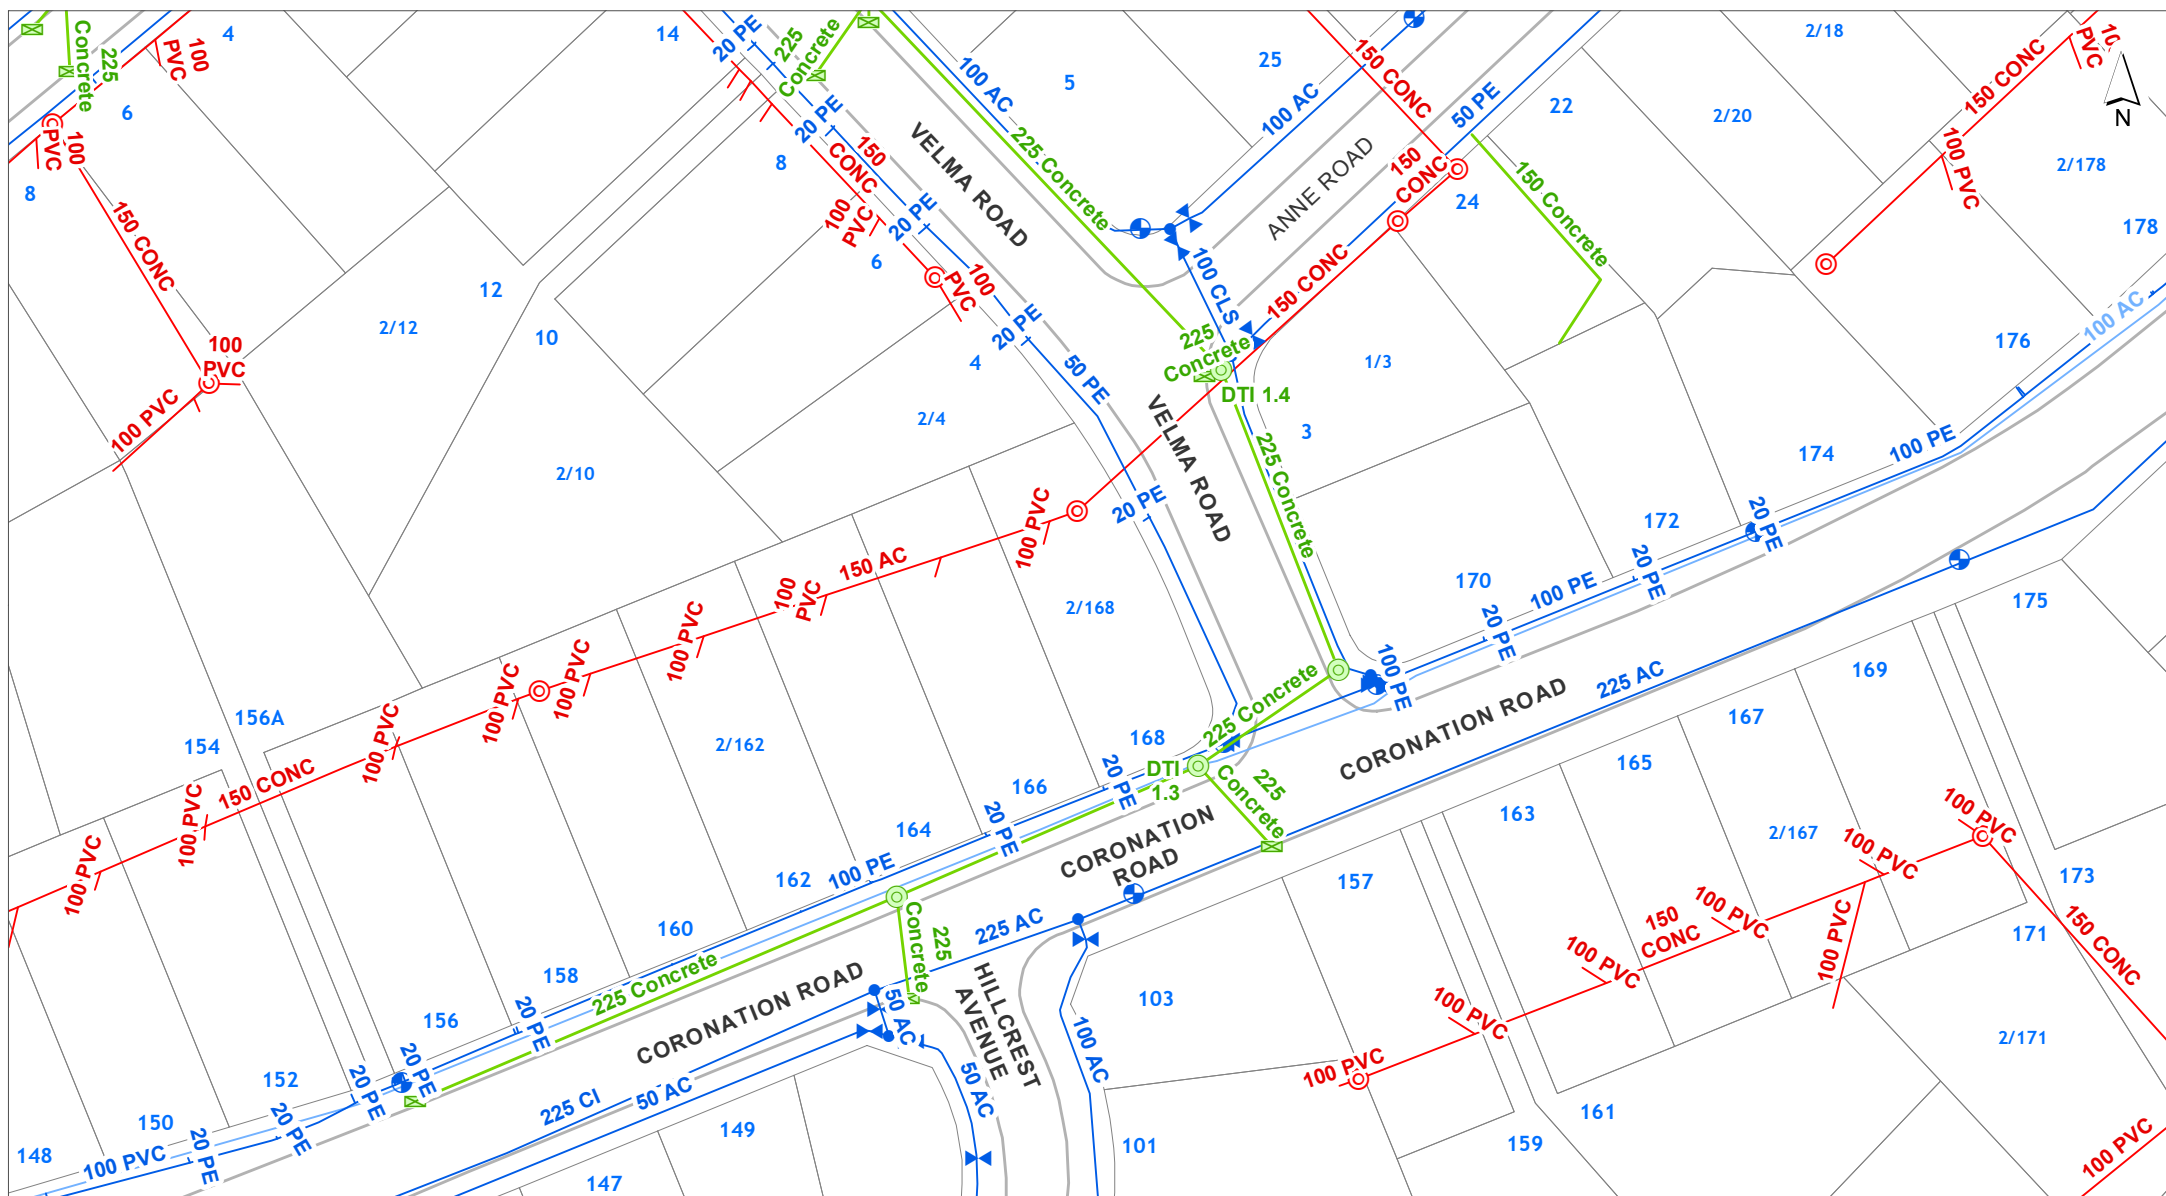 4
14
20 PE
225
Concrete
5
25
150 CONC
2/18
100
PVC
225
Concrete
100 AC
100 AC
50 PE
22
2/20
150 CONC
PVC
N
6
100
PVC
8
20 PE
150
CONC
VELMA ROAD
225 Concrete
ANNE ROAD
150
CONC
24
150 Concrete
100 PVC
2/178
178
8
150 CONC
100
PVC
6
20 PE
100
PVC
100 CLS
150 CONC
12
2/12
10
20 PE
4
50 PE
225
Concrete
DTI 1.4
1/3
176
100 AC
100
PVC
100 PVC
2/10
2/4
VELMA ROAD
3
225 Concrete
174
100 PE
100 PVC
20 PE
172
20 PE
150 AC
100
PVC
100 PVC
2/168
170
100 PE
20 PE
20 PE
175
100 PVC
100 PVC
100 PVC
156A
154
150 CONC
100 PVC
100 PVC
2/162
168
225 Concrete
100 PE
CORONATION ROAD
225 AC
169
167
165
163
2/167
100 PVC
100 PVC
173
166
20 PE
DTI
1.3
225
Concrete
164
20 PE
CORONATION
ROAD
162
100 PE
157
160
225 AC
225
Concrete
100 PVC
150
CONC
100 PVC
100 PVC
171
150 CONC
158
225 Concrete
CORONATION ROAD
HILLCREST
AVENUE
103
100 PVC
2/171
156
20 PE
50 AC
100 AC
100 PVC
152
20 PE
20 PE
50 AC
225 CI
50 AC
161
150
20 PE
149
101
159
148
100 PVC
20 PE
147
100 PVC